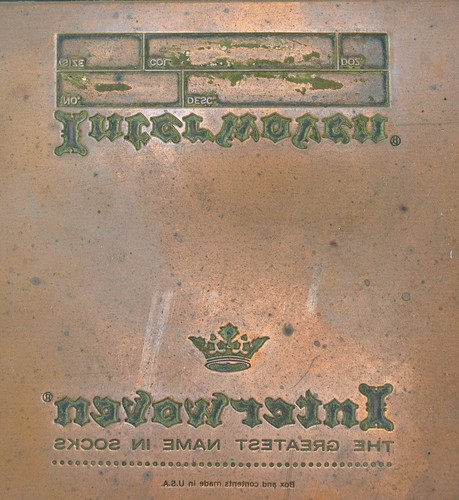 SIZE COL. DOZ.
NO. DESC.
Interwoven®
Interwoven®
THE GREATEST NAME IN SOCKS
Box and contents made in U.S.A.